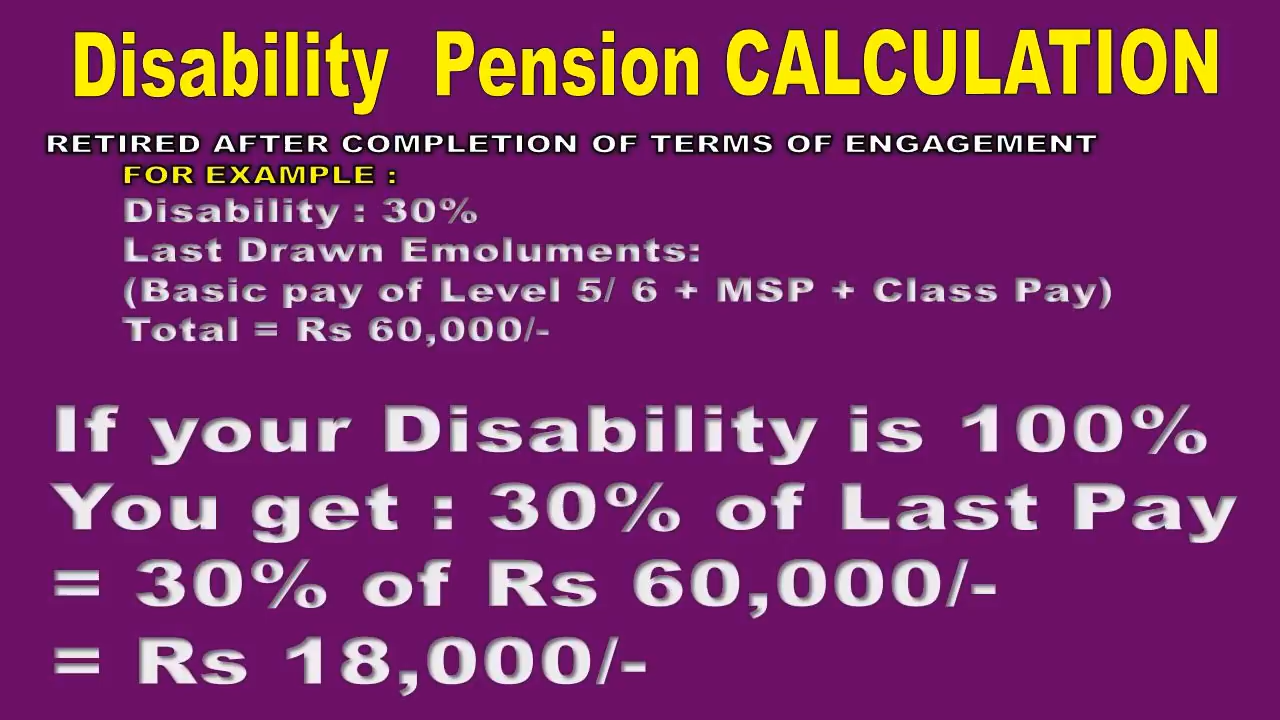 Disability Pension CALCULATION
RETIRED AFTER COMPLETION OF TERMS OF ENGAGEMENT
FOR EXAMPLE :
Disability : 30%
Last Drawn Emoluments:
(Basic pay of Level 5/ 6 + MSP + Class Pay)
Total = Rs 60,000/-
If your Disability is 100%
You get : 30% of Last Pay
= 30% of Rs 60,000/-
= Rs 18,000/-